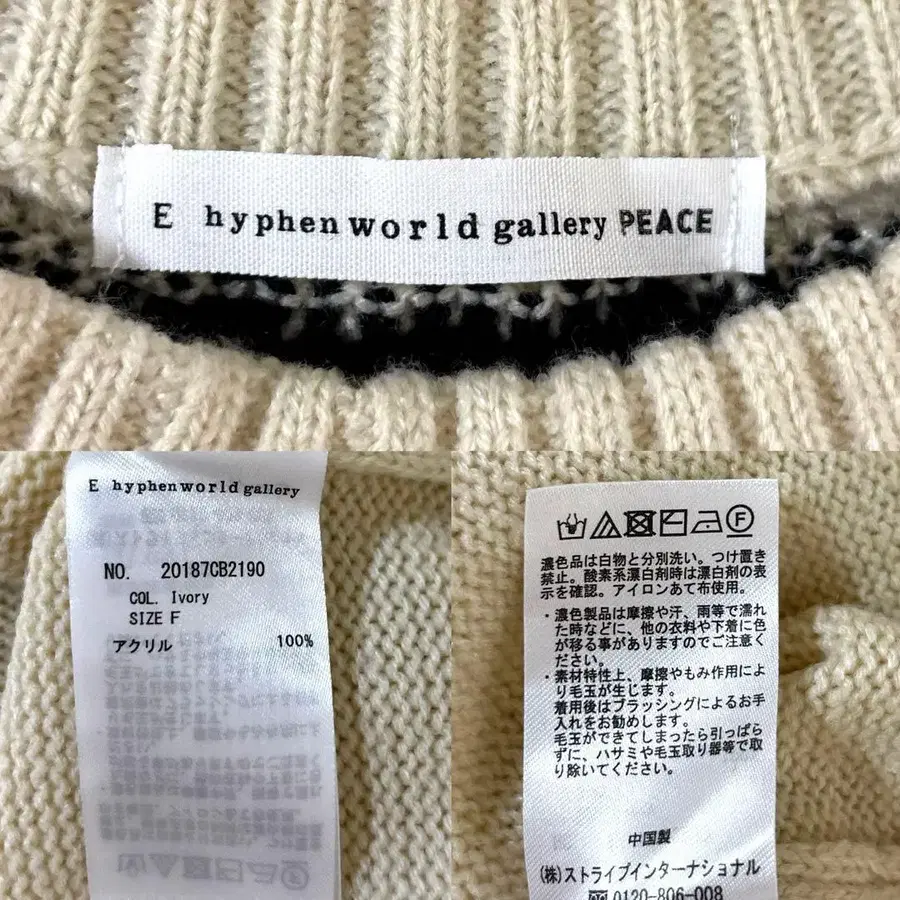 E hyphen world gallery PEACE
E hyphen world gallery
NO. 20187CB2190
COL. Ivory
SIZE F
アクリル 100%
濃色品は白物と分別洗い。つけ置き
禁止。酸素系漂白剤時は漂白剤の表
示を確認。アイロンあて布使用。
・濃色製品は摩擦や汗、雨等で濡れ
た時などに、他の衣料や下着に色
が移る事がありますのでご注意く
ださい。
・素材特性上、摩擦やもみ作用によ
り毛玉が生じます。
着用後はブラッシングによるお手
入れをお勧めします。
毛玉ができてしまったら引っぱら
ずに、ハサミや毛玉取り器等で取
り除いてください。
中国製
(株)ストライプインターナショナル
0120-806-008